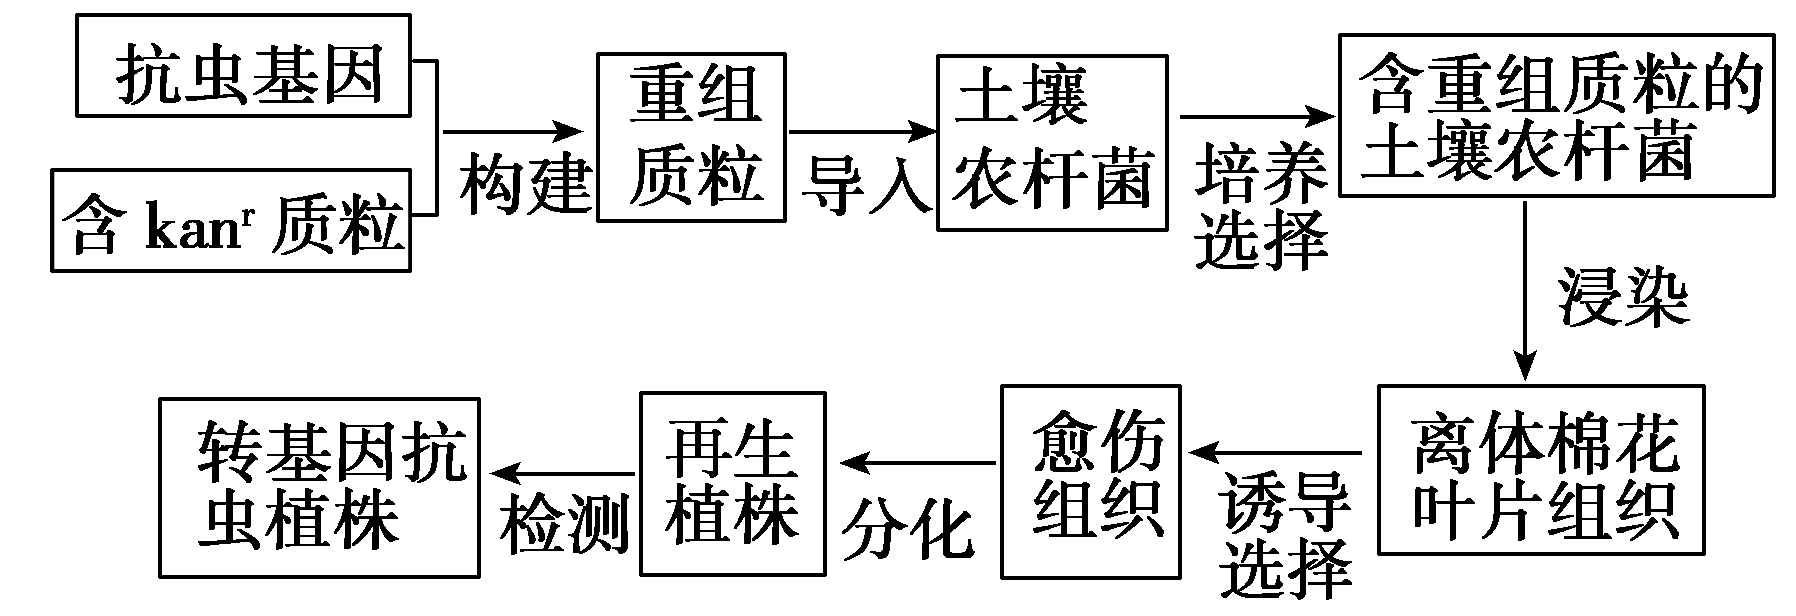 抗虫基因
含 kanʳ 质粒
构建
重组
质粒
导入
土壤
农杆菌
培养
选择
含重组质粒的
土壤农杆菌
浸染
离体棉花
叶片组织
诱导
选择
愈伤
组织
分化
再生
植株
检测
转基因抗
虫植株